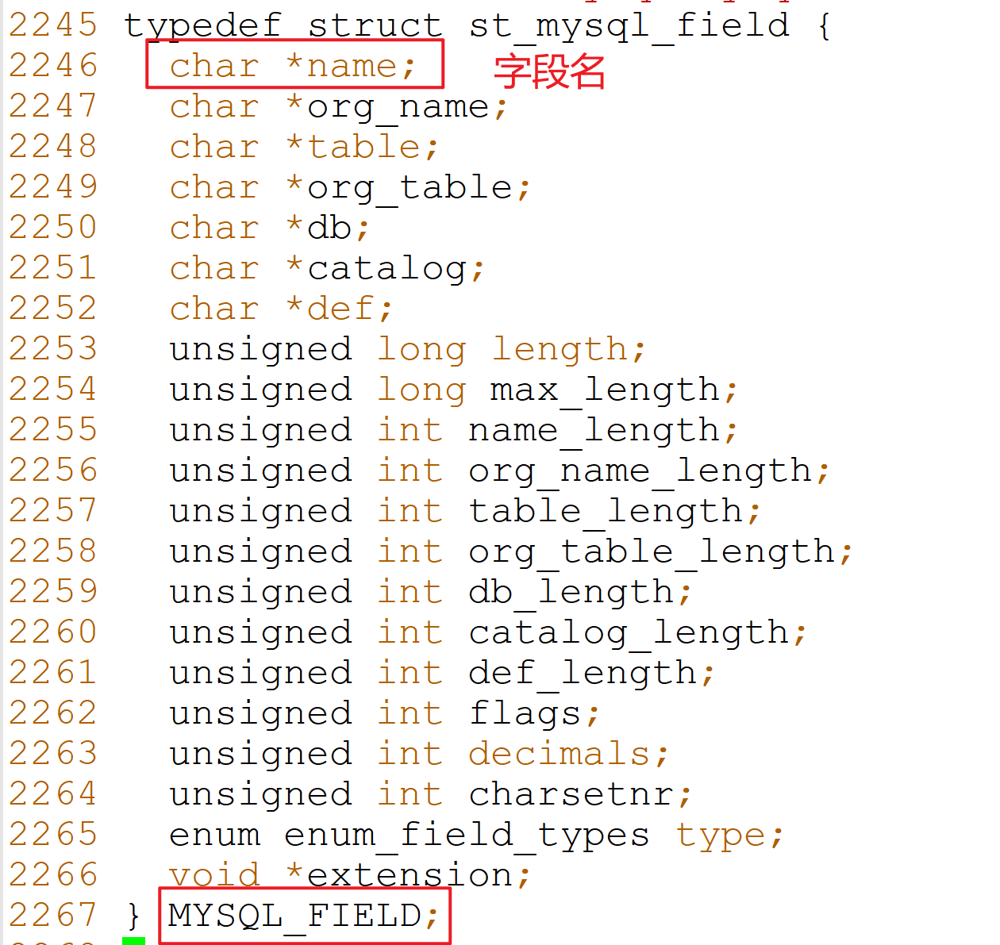 2245 typedef struct st_mysql_field {
2246 char *name; 字段名
2247 char *org_name;
2248 char *table;
2249 char *org_table;
2250 char *db;
2251 char *catalog;
2252 char *def;
2253 unsigned long length;
2254 unsigned long max_length;
2255 unsigned int name_length;
2256 unsigned int org_name_length;
2257 unsigned int table_length;
2258 unsigned int org_table_length;
2259 unsigned int db_length;
2260 unsigned int catalog_length;
2261 unsigned int def_length;
2262 unsigned int flags;
2263 unsigned int decimals;
2264 unsigned int charsetnr;
2265 enum enum_field_types type;
2266 void *extension;
2267 } MYSQL_FIELD;